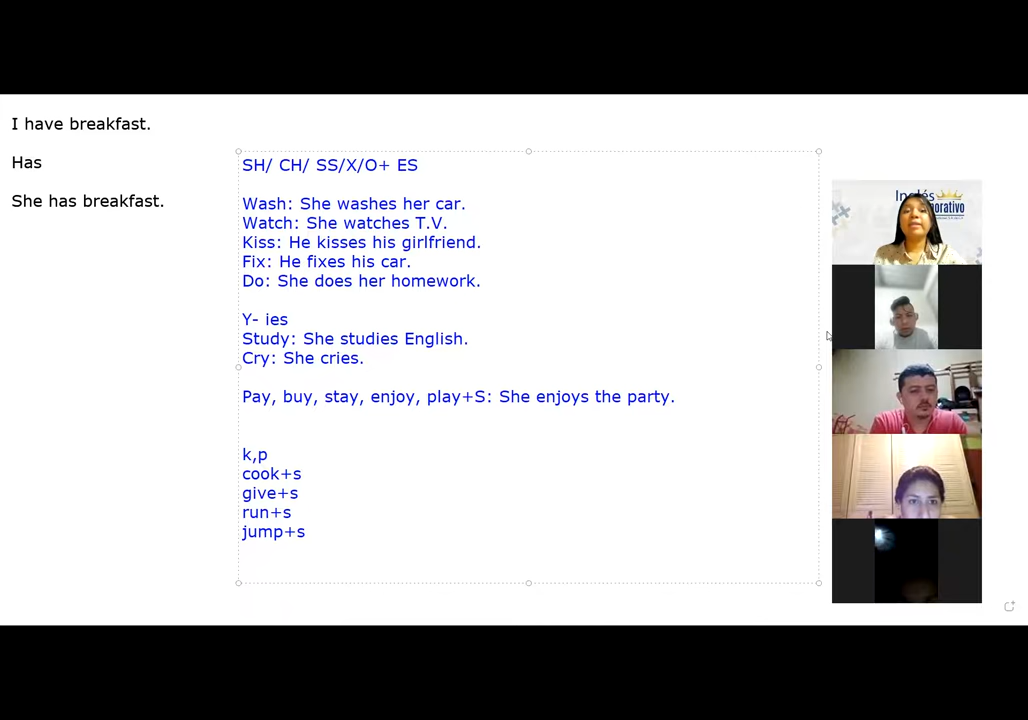 I have breakfast.
Has
She has breakfast.
SH/ CH/ SS/X/O+ ES
Wash: She washes her car.
Watch: She watches T.V.
Kiss: He kisses his girlfriend.
Fix: He fixes his car.
Do: She does her homework.
Y- ies
Study: She studies English.
Cry: She cries.
Pay, buy, stay, enjoy, play+S: She enjoys the party.
k,p
cook+s
give+s
run+s
jump+s